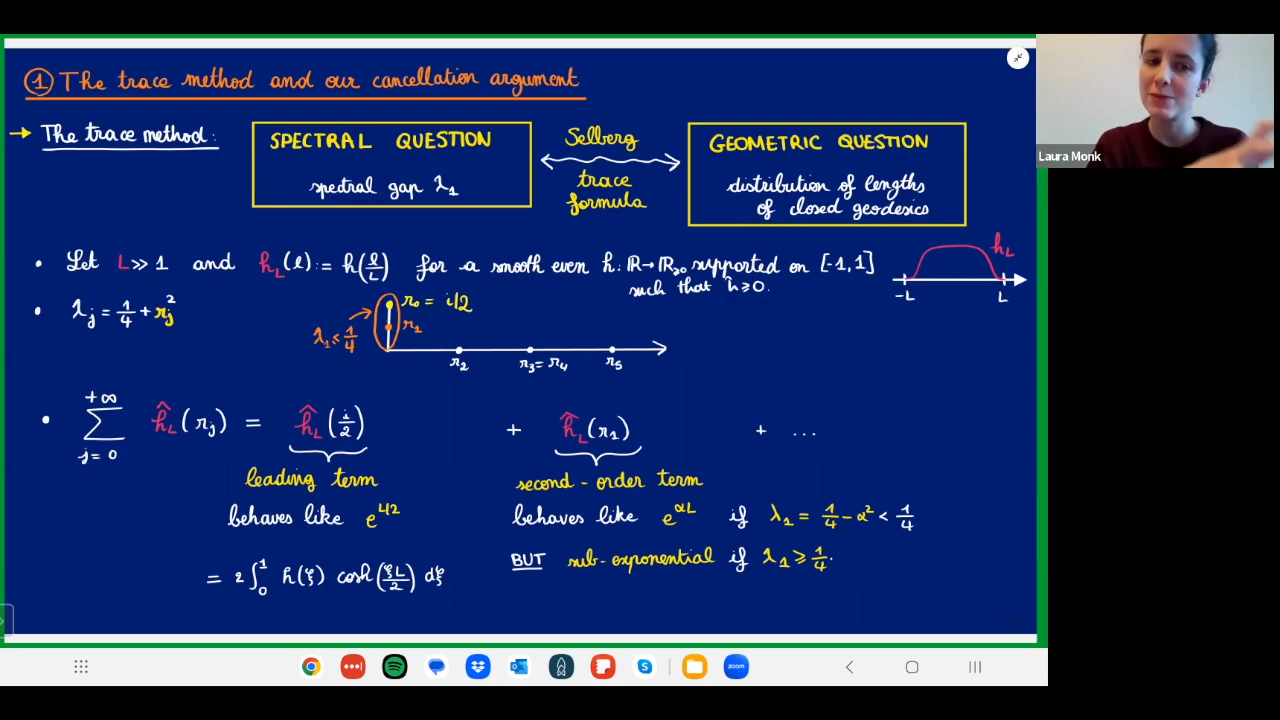 ① The trace method and our cancellation argument
→ The trace method:
SPECTRAL QUESTION
spectral gap λ₁
Selberg
trace
formula
GEOMETRIC QUESTION
distribution of lengths
of closed geodesics
Laura Monk
• Let L ≫ 1 and h_L(ℓ) := h(ℓ/L) for a smooth even h: ℝ → ℝ≥0 supported on [-1,1]
such that ĥ ≥ 0.
h_L
-L L
• λⱼ = 1/4 + rⱼ²
r₀ = i/2
r₁
λ₁ ≤ 1/4
r₂ r₃ = r₄ r₅
• ∑_{j=0}^{+∞} ĥ_L(rⱼ) = ĥ_L(i/2) + ĥ_L(r₁) + ...
leading term
behaves like e^{L/2}
= 2 ∫₀¹ h(ξ) cosh(ξL/2) dξ
second-order term
behaves like e^{αL} if λ₁ = 1/4 - α² < 1/4
BUT sub-exponential if λ₁ ≥ 1/4.
zoom